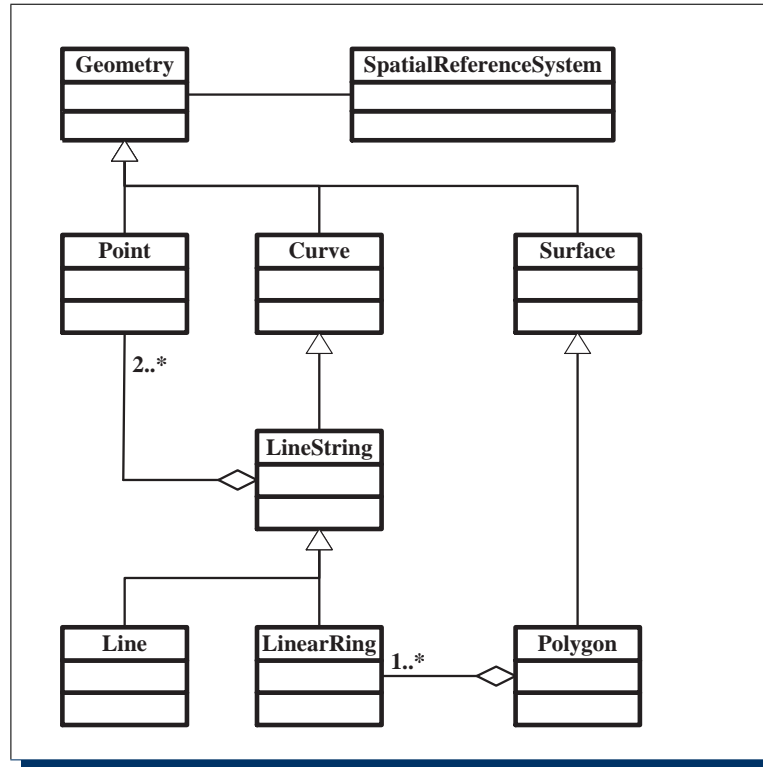 Geometry
SpatialReferenceSystem
Point
Curve
Surface
2..*
LineString
Line
LinearRing
1..*
Polygon